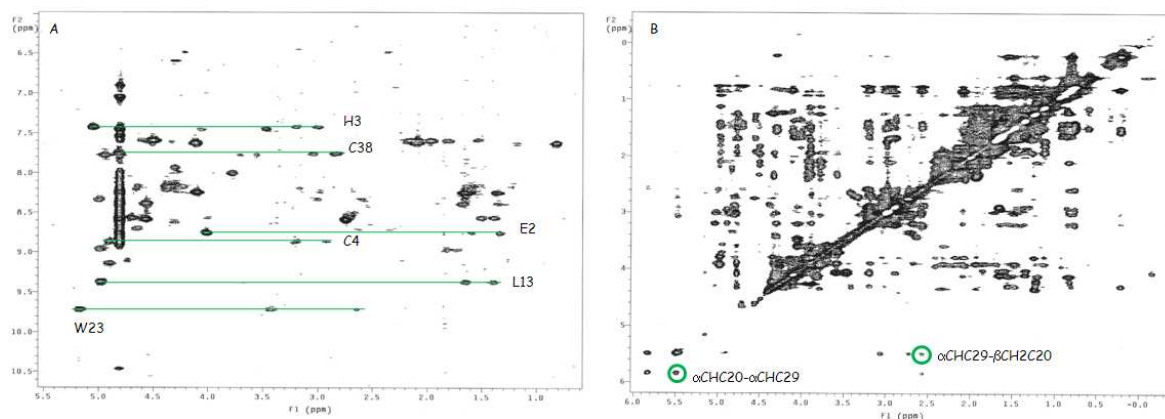 A
F2
(ppm)
6.5
7.0
7.5
8.0
8.5
9.0
9.5
10.0
10.5
H3
C38
E2
C4
L13
W23
5.5 5.0 4.5 4.0 3.5 3.0 2.5 2.0 1.5 1.0
F1 (ppm)
B
F2
(ppm)
0
1
2
3
4
5
6
αCHC29-βCH2C20
αCHC20-αCHC29
6.0 5.5 5.0 4.5 4.0 3.5 3.0 2.5 2.0 1.5 1.0 0.5 -0.0
F1 (ppm)